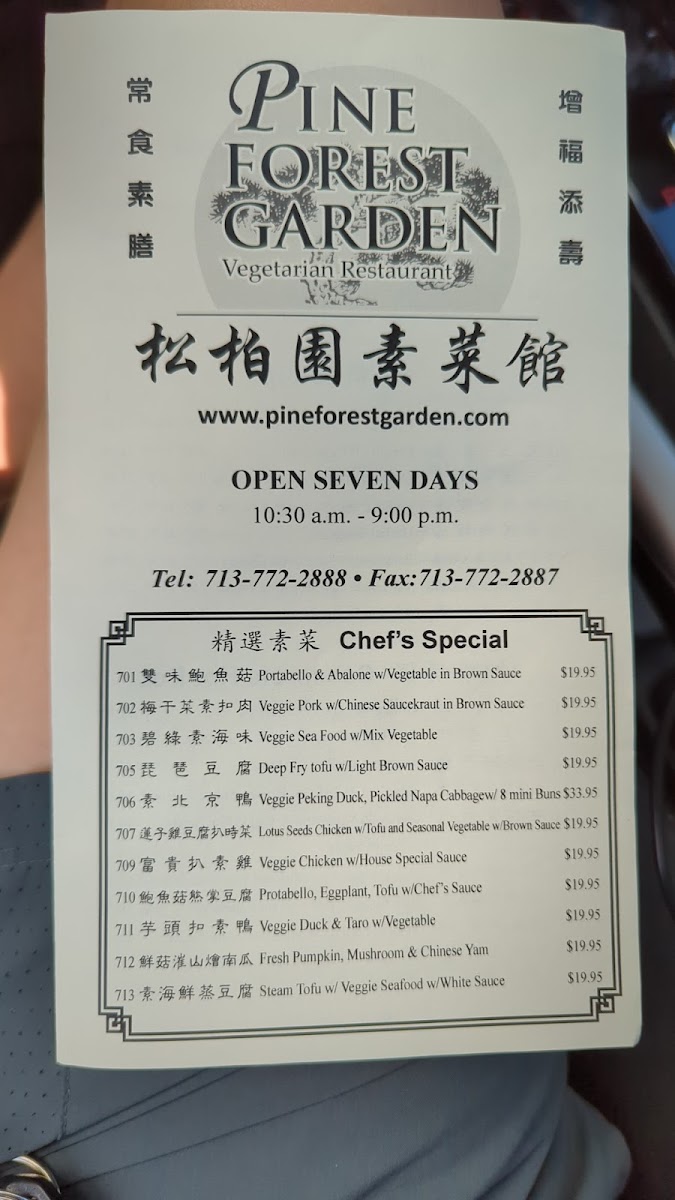 常食素膳
增福添壽
PINE
FOREST
GARDEN
Vegetarian Restaurant
松柏園素菜館
www.pineforestgarden.com
OPEN SEVEN DAYS
10:30 a.m. - 9:00 p.m.
Tel: 713-772-2888 • Fax:713-772-2887
精選素菜 Chef's Special
701 雙味鮑魚菇 Portabello & Abalone w/Vegetable in Brown Sauce $19.95
702 梅干菜素扣肉 Veggie Pork w/Chinese Saucekraut in Brown Sauce $19.95
703 碧綠素海味 Veggie Sea Food w/Mix Vegetable $19.95
705 琵琶豆腐 Deep Fry tofu w/Light Brown Sauce $19.95
706 素北京鴨 Veggie Peking Duck, Pickled Napa Cabbagew/ 8 mini Buns $33.95
707 蓮子雞豆腐扒時菜 Lotus Seeds Chicken w/Tofu and Seasonal Vegetable w/Brown Sauce $19.95
709 富貴扒素雞 Veggie Chicken w/House Special Sauce $19.95
710 鮑魚菇熊掌豆腐 Protabello, Eggplant, Tofu w/Chef's Sauce $19.95
711 芋頭扣素鴨 Veggie Duck & Taro w/Vegetable $19.95
712 鮮菇淮山燴南瓜 Fresh Pumpkin, Mushroom & Chinese Yam $19.95
713 素海鮮蒸豆腐 Steam Tofu w/ Veggie Seafood w/White Sauce $19.95